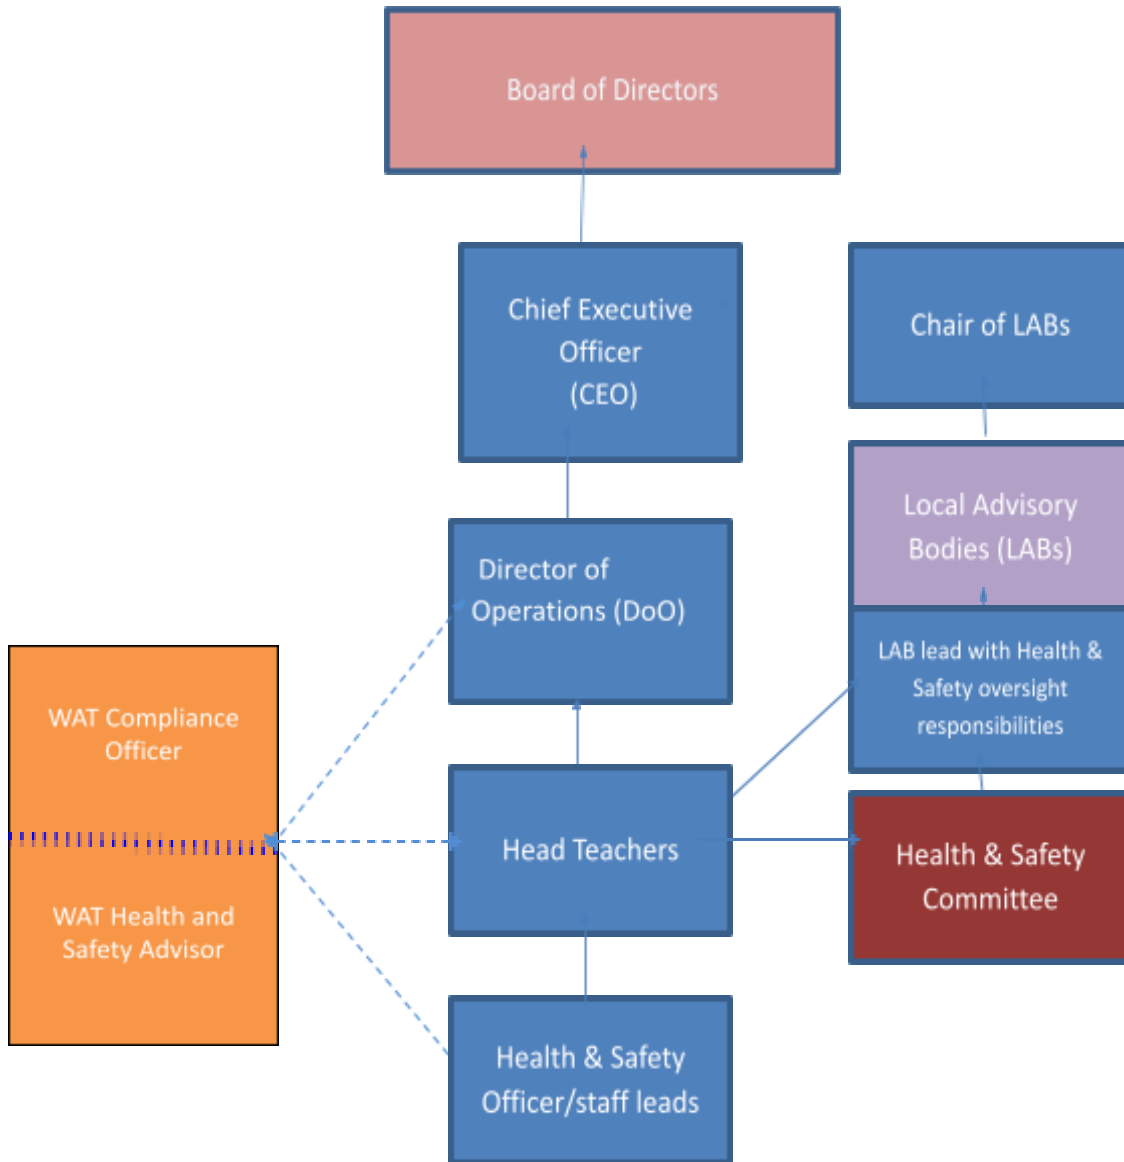 Board of Directors
Chief Executive
Officer
(CEO)
Chair of LABs
Local Advisory
Bodies (LABs)
Director of
Operations (DoO)
LAB lead with Health &
Safety oversight
responsibilities
WAT Compliance
Officer
Head Teachers
Health & Safety
Committee
WAT Health and
Safety Advisor
Health & Safety
Officer/staff leads